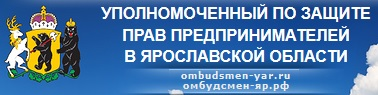 УПОЛНОМОЧЕННЫЙ ПО ЗАЩИТЕ
ПРАВ ПРЕДПРИНИМАТЕЛЕЙ
В ЯРОСЛАВСКОЙ ОБЛАСТИ
ombudsmen-yar.ru
омбудсмен-яр.рф